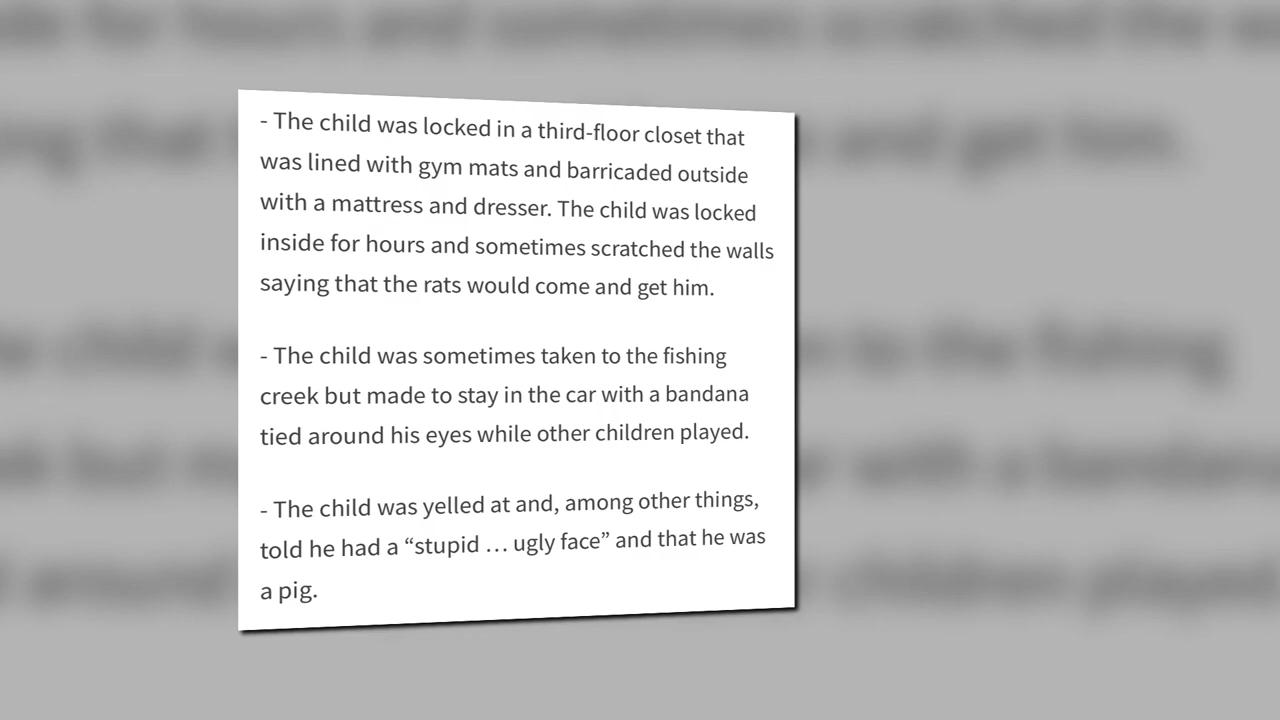 - The child was locked in a third-floor closet that
was lined with gym mats and barricaded outside
with a mattress and dresser. The child was locked
inside for hours and sometimes scratched the walls
saying that the rats would come and get him.
- The child was sometimes taken to the fishing
creek but made to stay in the car with a bandana
tied around his eyes while other children played.
- The child was yelled at and, among other things,
told he had a “stupid … ugly face” and that he was
a pig.